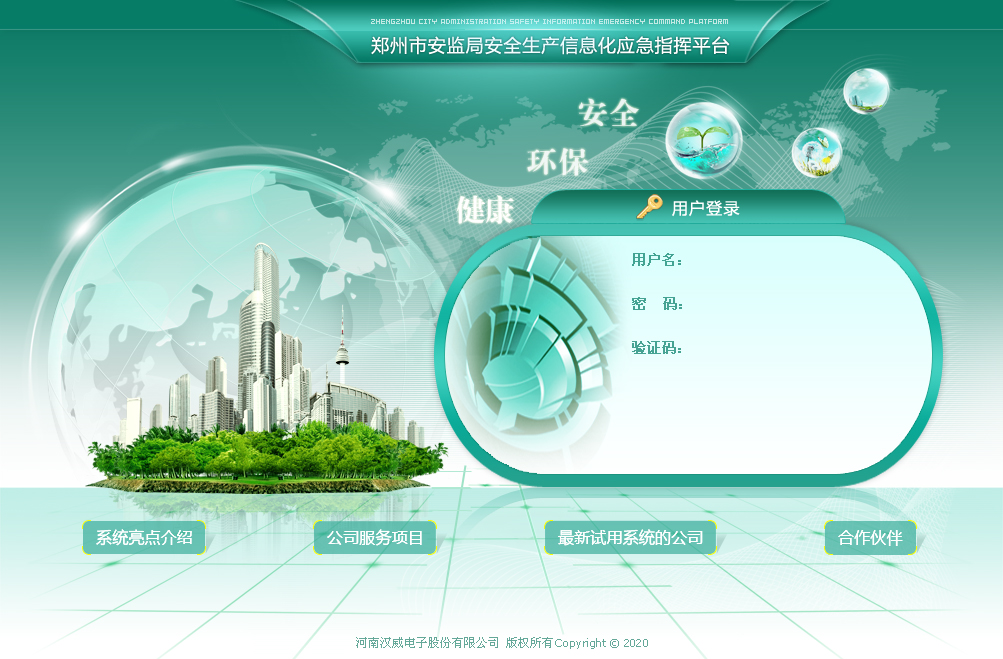 ZHENGZHOU CITY ADMINISTRATION SAFETY INFORMATION EMERGENCY COMMAND PLATFORM
郑州市安监局安全生产信息化应急指挥平台
安全
环保
健康
用户登录
用户名：
密 码：
验证码：
系统亮点介绍
公司服务项目
最新试用系统的公司
合作伙伴
河南汉威电子股份有限公司 版权所有Copyright © 2020